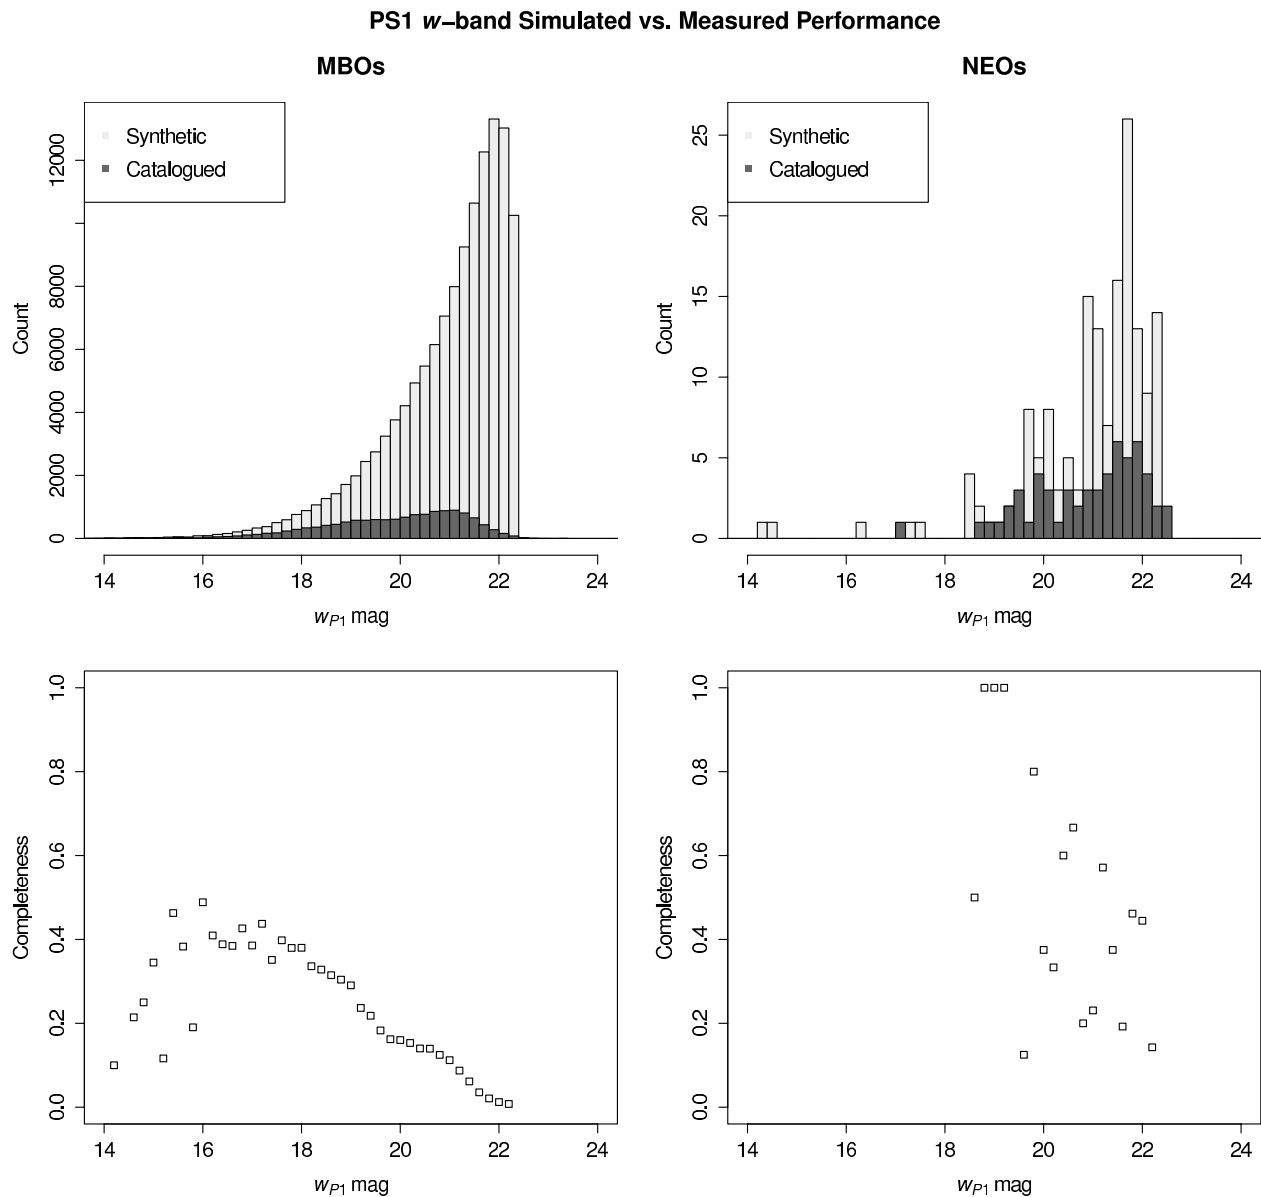 PS1 w−band Simulated vs. Measured Performance
MBOs
Synthetic
Catalogued
Count
0
2000
4000
6000
8000
12000
14 16 18 20 22 24
wP1 mag
NEOs
Synthetic
Catalogued
Count
0
5
10
15
20
25
14 16 18 20 22 24
wP1 mag
Completeness
0.0
0.2
0.4
0.6
0.8
1.0
14 16 18 20 22 24
wP1 mag
Completeness
0.0
0.2
0.4
0.6
0.8
1.0
14 16 18 20 22 24
wP1 mag